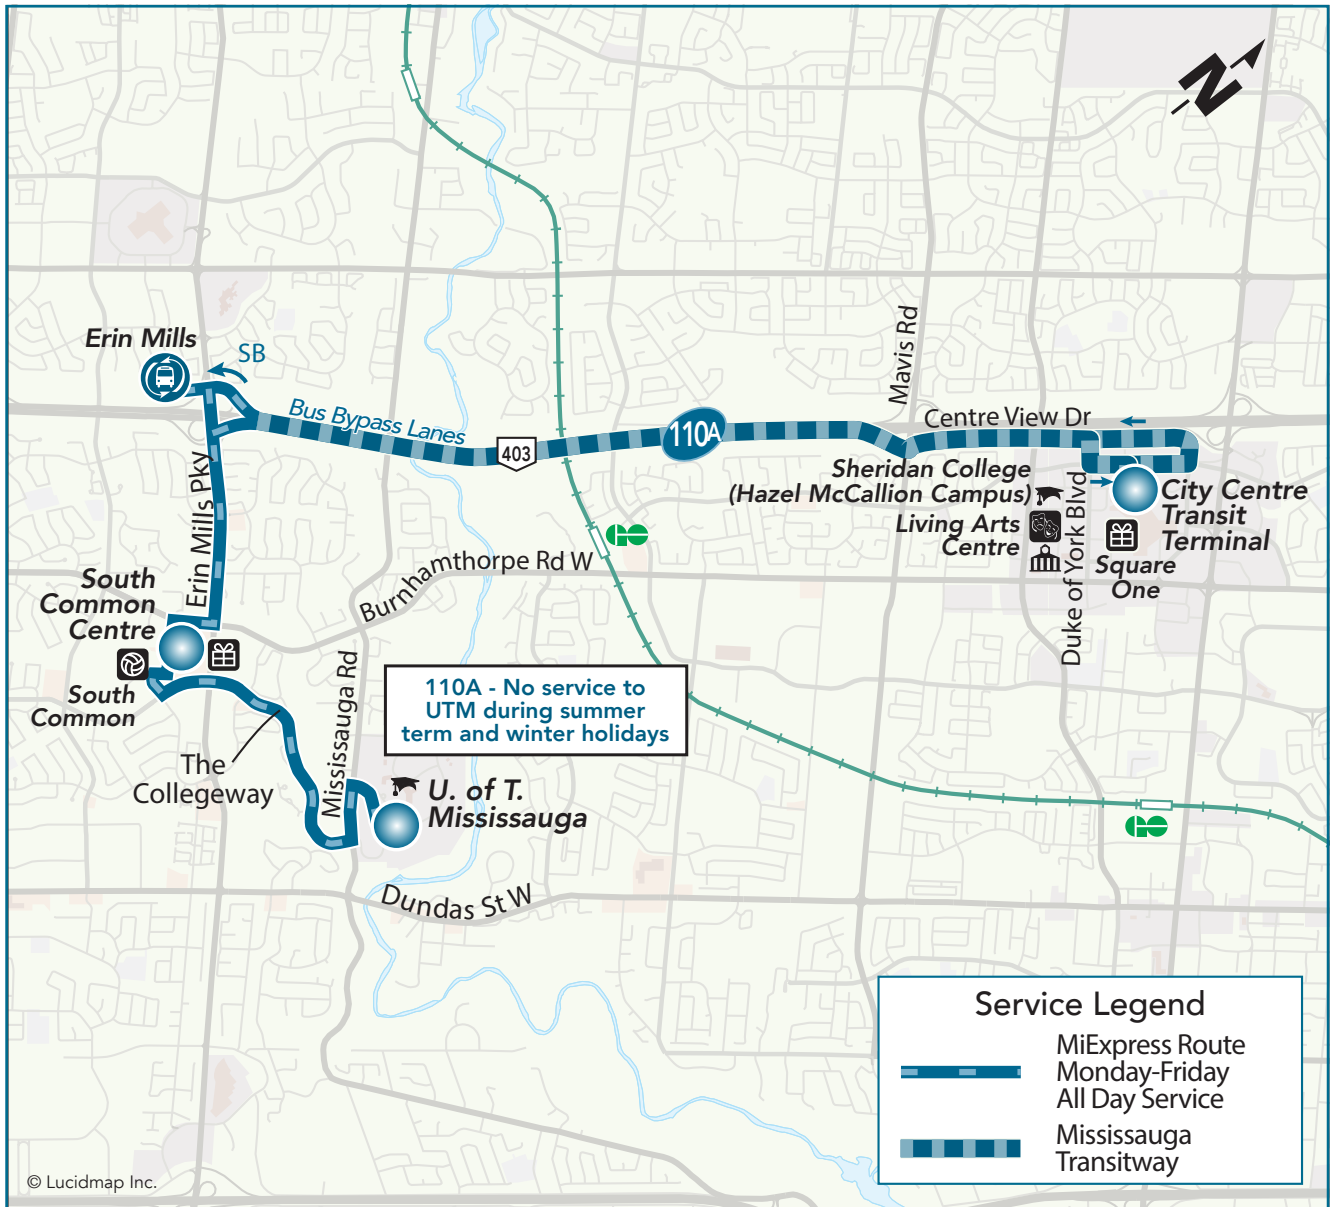 N
Erin Mills
SB
Bus Bypass Lanes
403
110A
Mavis Rd
Centre View Dr
Sheridan College
(Hazel McCallion Campus)
Living Arts
Centre
Duke of York Blvd
City Centre
Transit
Terminal
Square
One
Erin Mills Pky
GO
Burnhamthorpe Rd W
South
Common
Centre
South
Common
The
Collegeway
Mississauga Rd
110A - No service to
UTM during summer
term and winter holidays
U. of T.
Mississauga
GO
Dundas St W
Service Legend
MiExpress Route
Monday-Friday
All Day Service
Mississauga
Transitway
© Lucidmap Inc.